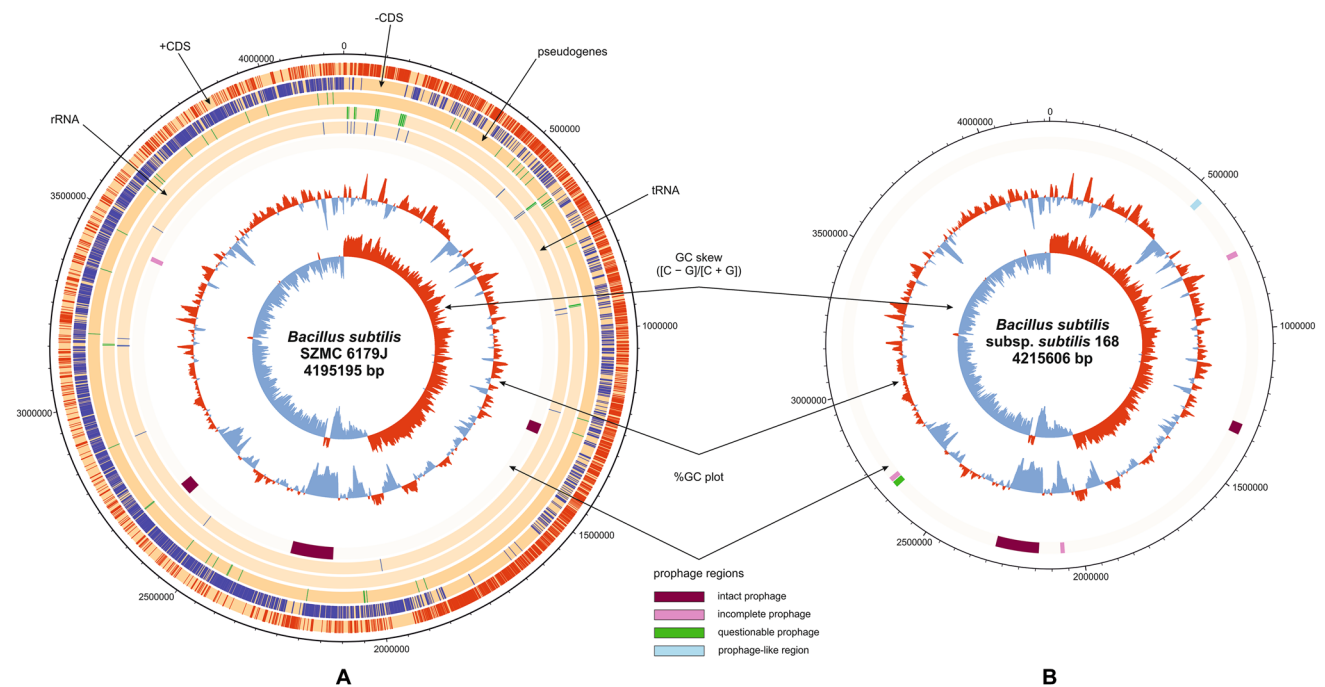 -CDS
+CDS
0
4000000
pseudogenes
rRNA
500000
3500000
tRNA
1000000
3000000
1500000
2500000
2000000
Bacillus subtilis
SZMC 6179J
4195195 bp
A
GC skew
([C − G]/[C + G])
%GC plot
prophage regions
intact prophage
incomplete prophage
questionable prophage
prophage-like region
0
4000000
500000
3500000
1000000
3000000
1500000
2500000
2000000
Bacillus subtilis
subsp. subtilis 168
4215606 bp
B